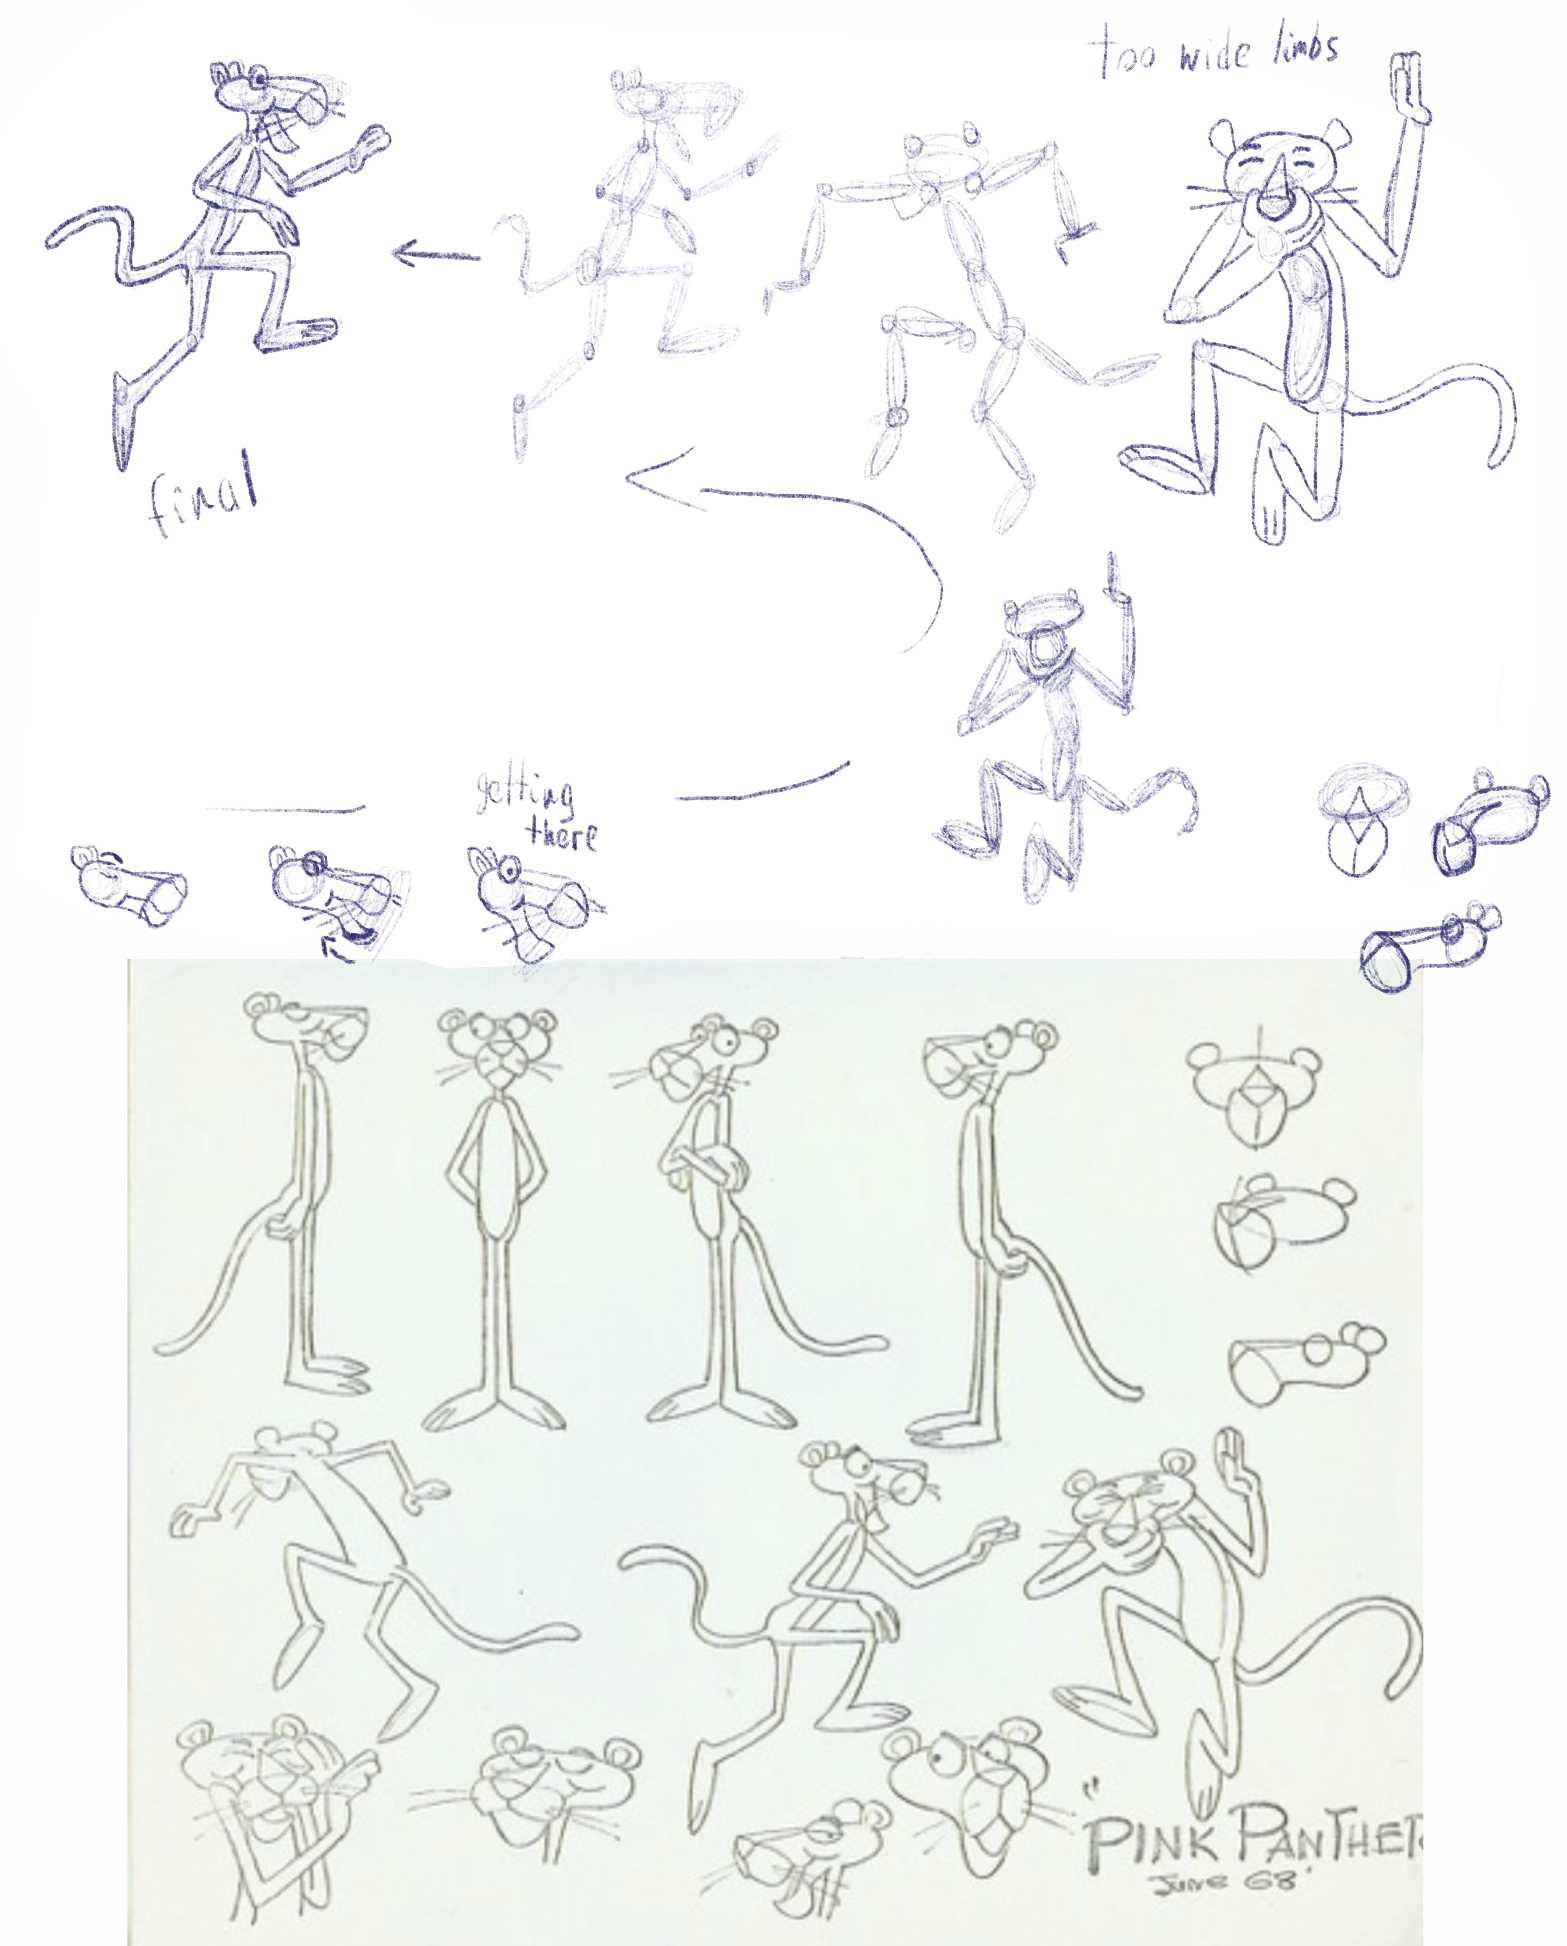 too wide limbs
final
getting
there
"PINK PANTHER
JUNE 68'